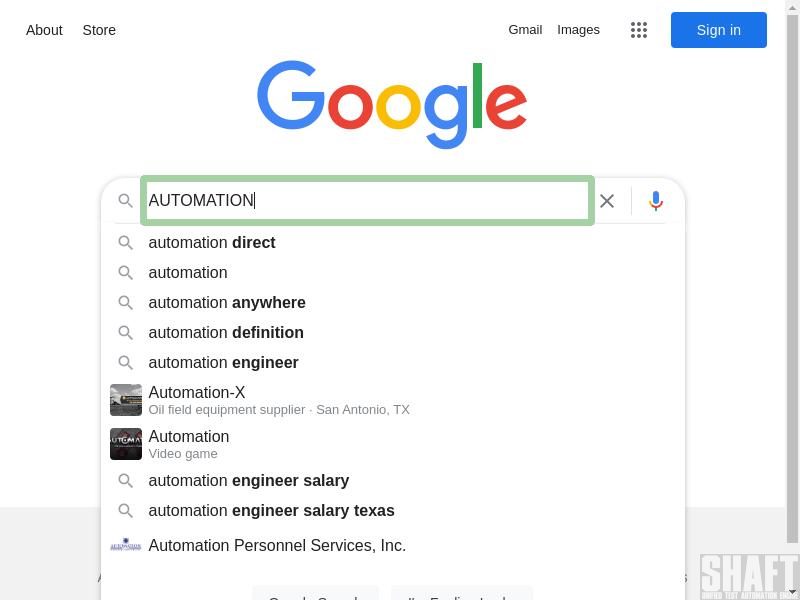 About Store Gmail Images Sign in
Google
AUTOMATION
automation direct
automation
automation anywhere
automation definition
automation engineer
Automation-X
Oil field equipment supplier · San Antonio, TX
Automation
Video game
automation engineer salary
automation engineer salary texas
Automation Personnel Services, Inc.
SHAFT